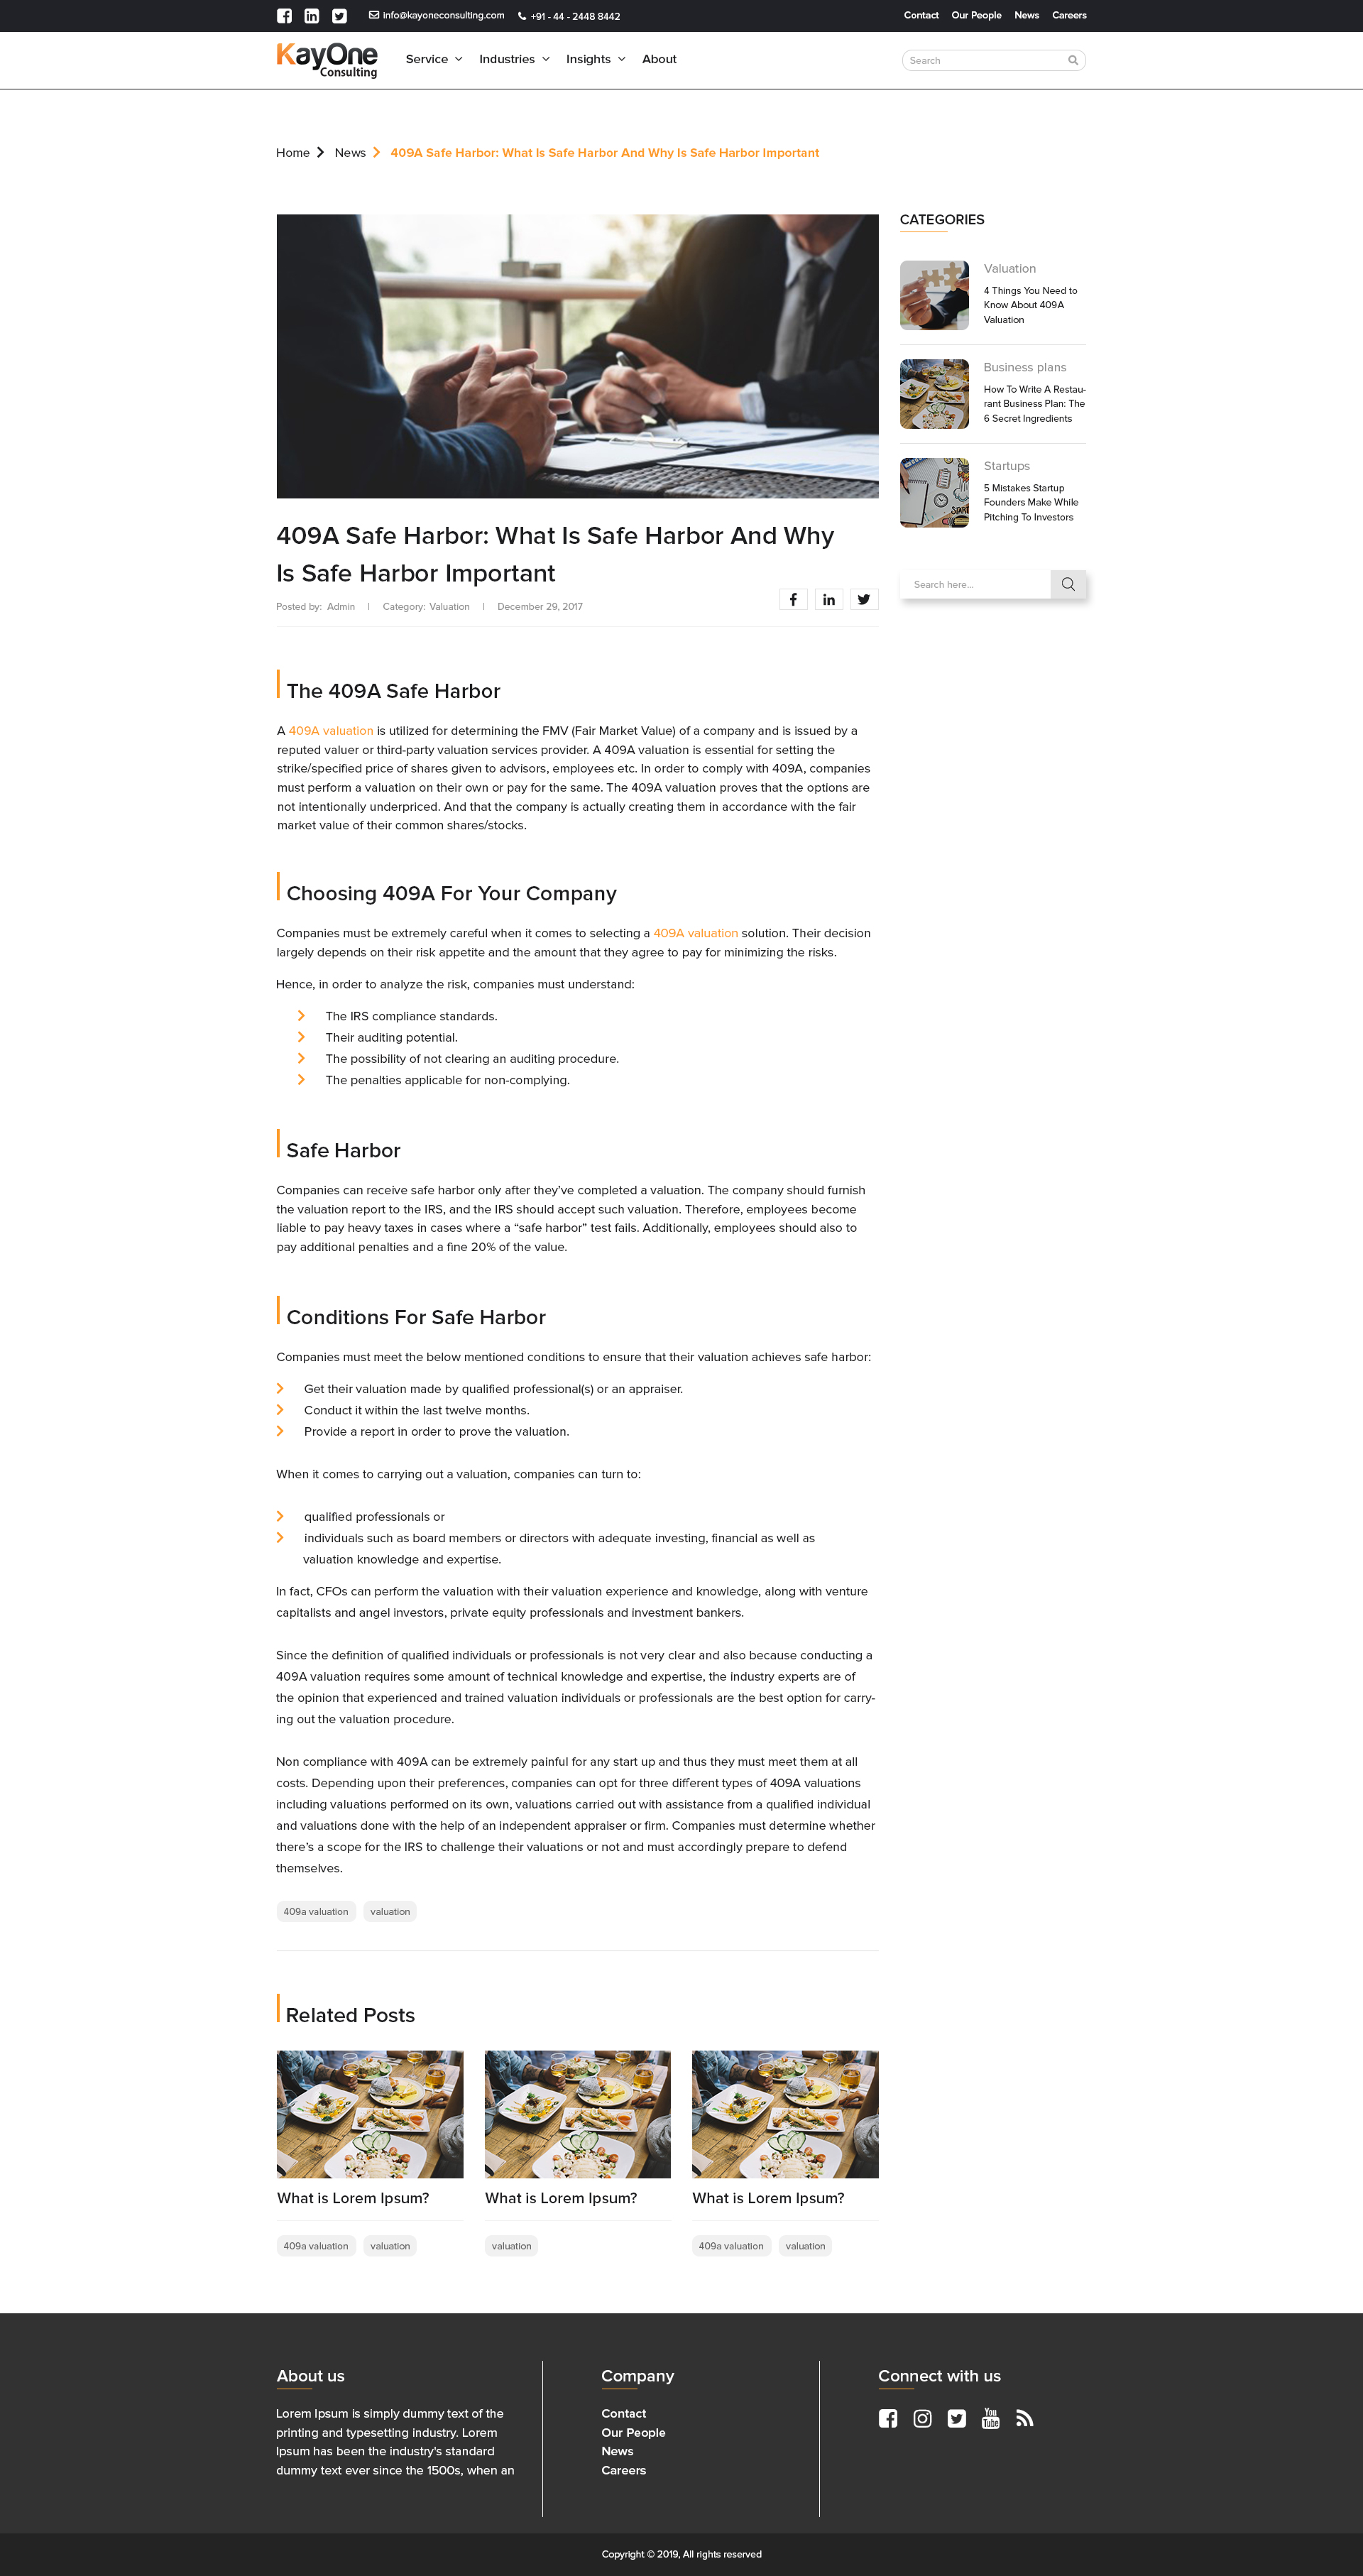 info@kayoneconsulting.com +91 - 44 - 2448 8442 Contact Our People News Careers
KayOne Consulting
Service Industries Insights About
Search
Home News 409A Safe Harbor: What Is Safe Harbor And Why Is Safe Harbor Important
409A Safe Harbor: What Is Safe Harbor And Why
Is Safe Harbor Important
Posted by: Admin | Category: Valuation | December 29, 2017
The 409A Safe Harbor
A 409A valuation is utilized for determining the FMV (Fair Market Value) of a company and is issued by a
reputed valuer or third-party valuation services provider. A 409A valuation is essential for setting the
strike/specified price of shares given to advisors, employees etc. In order to comply with 409A, companies
must perform a valuation on their own or pay for the same. The 409A valuation proves that the options are
not intentionally underpriced. And that the company is actually creating them in accordance with the fair
market value of their common shares/stocks.
Choosing 409A For Your Company
Companies must be extremely careful when it comes to selecting a 409A valuation solution. Their decision
largely depends on their risk appetite and the amount that they agree to pay for minimizing the risks.
Hence, in order to analyze the risk, companies must understand:
The IRS compliance standards.
Their auditing potential.
The possibility of not clearing an auditing procedure.
The penalties applicable for non-complying.
Safe Harbor
Companies can receive safe harbor only after they've completed a valuation. The company should furnish
the valuation report to the IRS, and the IRS should accept such valuation. Therefore, employees become
liable to pay heavy taxes in cases where a “safe harbor” test fails. Additionally, employees should also to
pay additional penalties and a fine 20% of the value.
Conditions For Safe Harbor
Companies must meet the below mentioned conditions to ensure that their valuation achieves safe harbor:
Get their valuation made by qualified professional(s) or an appraiser.
Conduct it within the last twelve months.
Provide a report in order to prove the valuation.
When it comes to carrying out a valuation, companies can turn to:
qualified professionals or
individuals such as board members or directors with adequate investing, financial as well as
valuation knowledge and expertise.
In fact, CFOs can perform the valuation with their valuation experience and knowledge, along with venture
capitalists and angel investors, private equity professionals and investment bankers.
Since the definition of qualified individuals or professionals is not very clear and also because conducting a
409A valuation requires some amount of technical knowledge and expertise, the industry experts are of
the opinion that experienced and trained valuation individuals or professionals are the best option for carry-
ing out the valuation procedure.
Non compliance with 409A can be extremely painful for any start up and thus they must meet them at all
costs. Depending upon their preferences, companies can opt for three different types of 409A valuations
including valuations performed on its own, valuations carried out with assistance from a qualified individual
and valuations done with the help of an independent appraiser or firm. Companies must determine whether
there's a scope for the IRS to challenge their valuations or not and must accordingly prepare to defend
themselves.
409a valuation valuation
CATEGORIES
Valuation
4 Things You Need to
Know About 409A
Valuation
Business plans
How To Write A Restau-
rant Business Plan: The
6 Secret Ingredients
Startups
5 Mistakes Startup
Founders Make While
Pitching To Investors
START
Search here...
Related Posts
What is Lorem Ipsum? What is Lorem Ipsum? What is Lorem Ipsum?
409a valuation valuation valuation 409a valuation valuation
About us
Lorem Ipsum is simply dummy text of the
printing and typesetting industry. Lorem
Ipsum has been the industry's standard
dummy text ever since the 1500s, when an
Company
Contact
Our People
News
Careers
Connect with us
You Tube
Copyright © 2019, All rights reserved